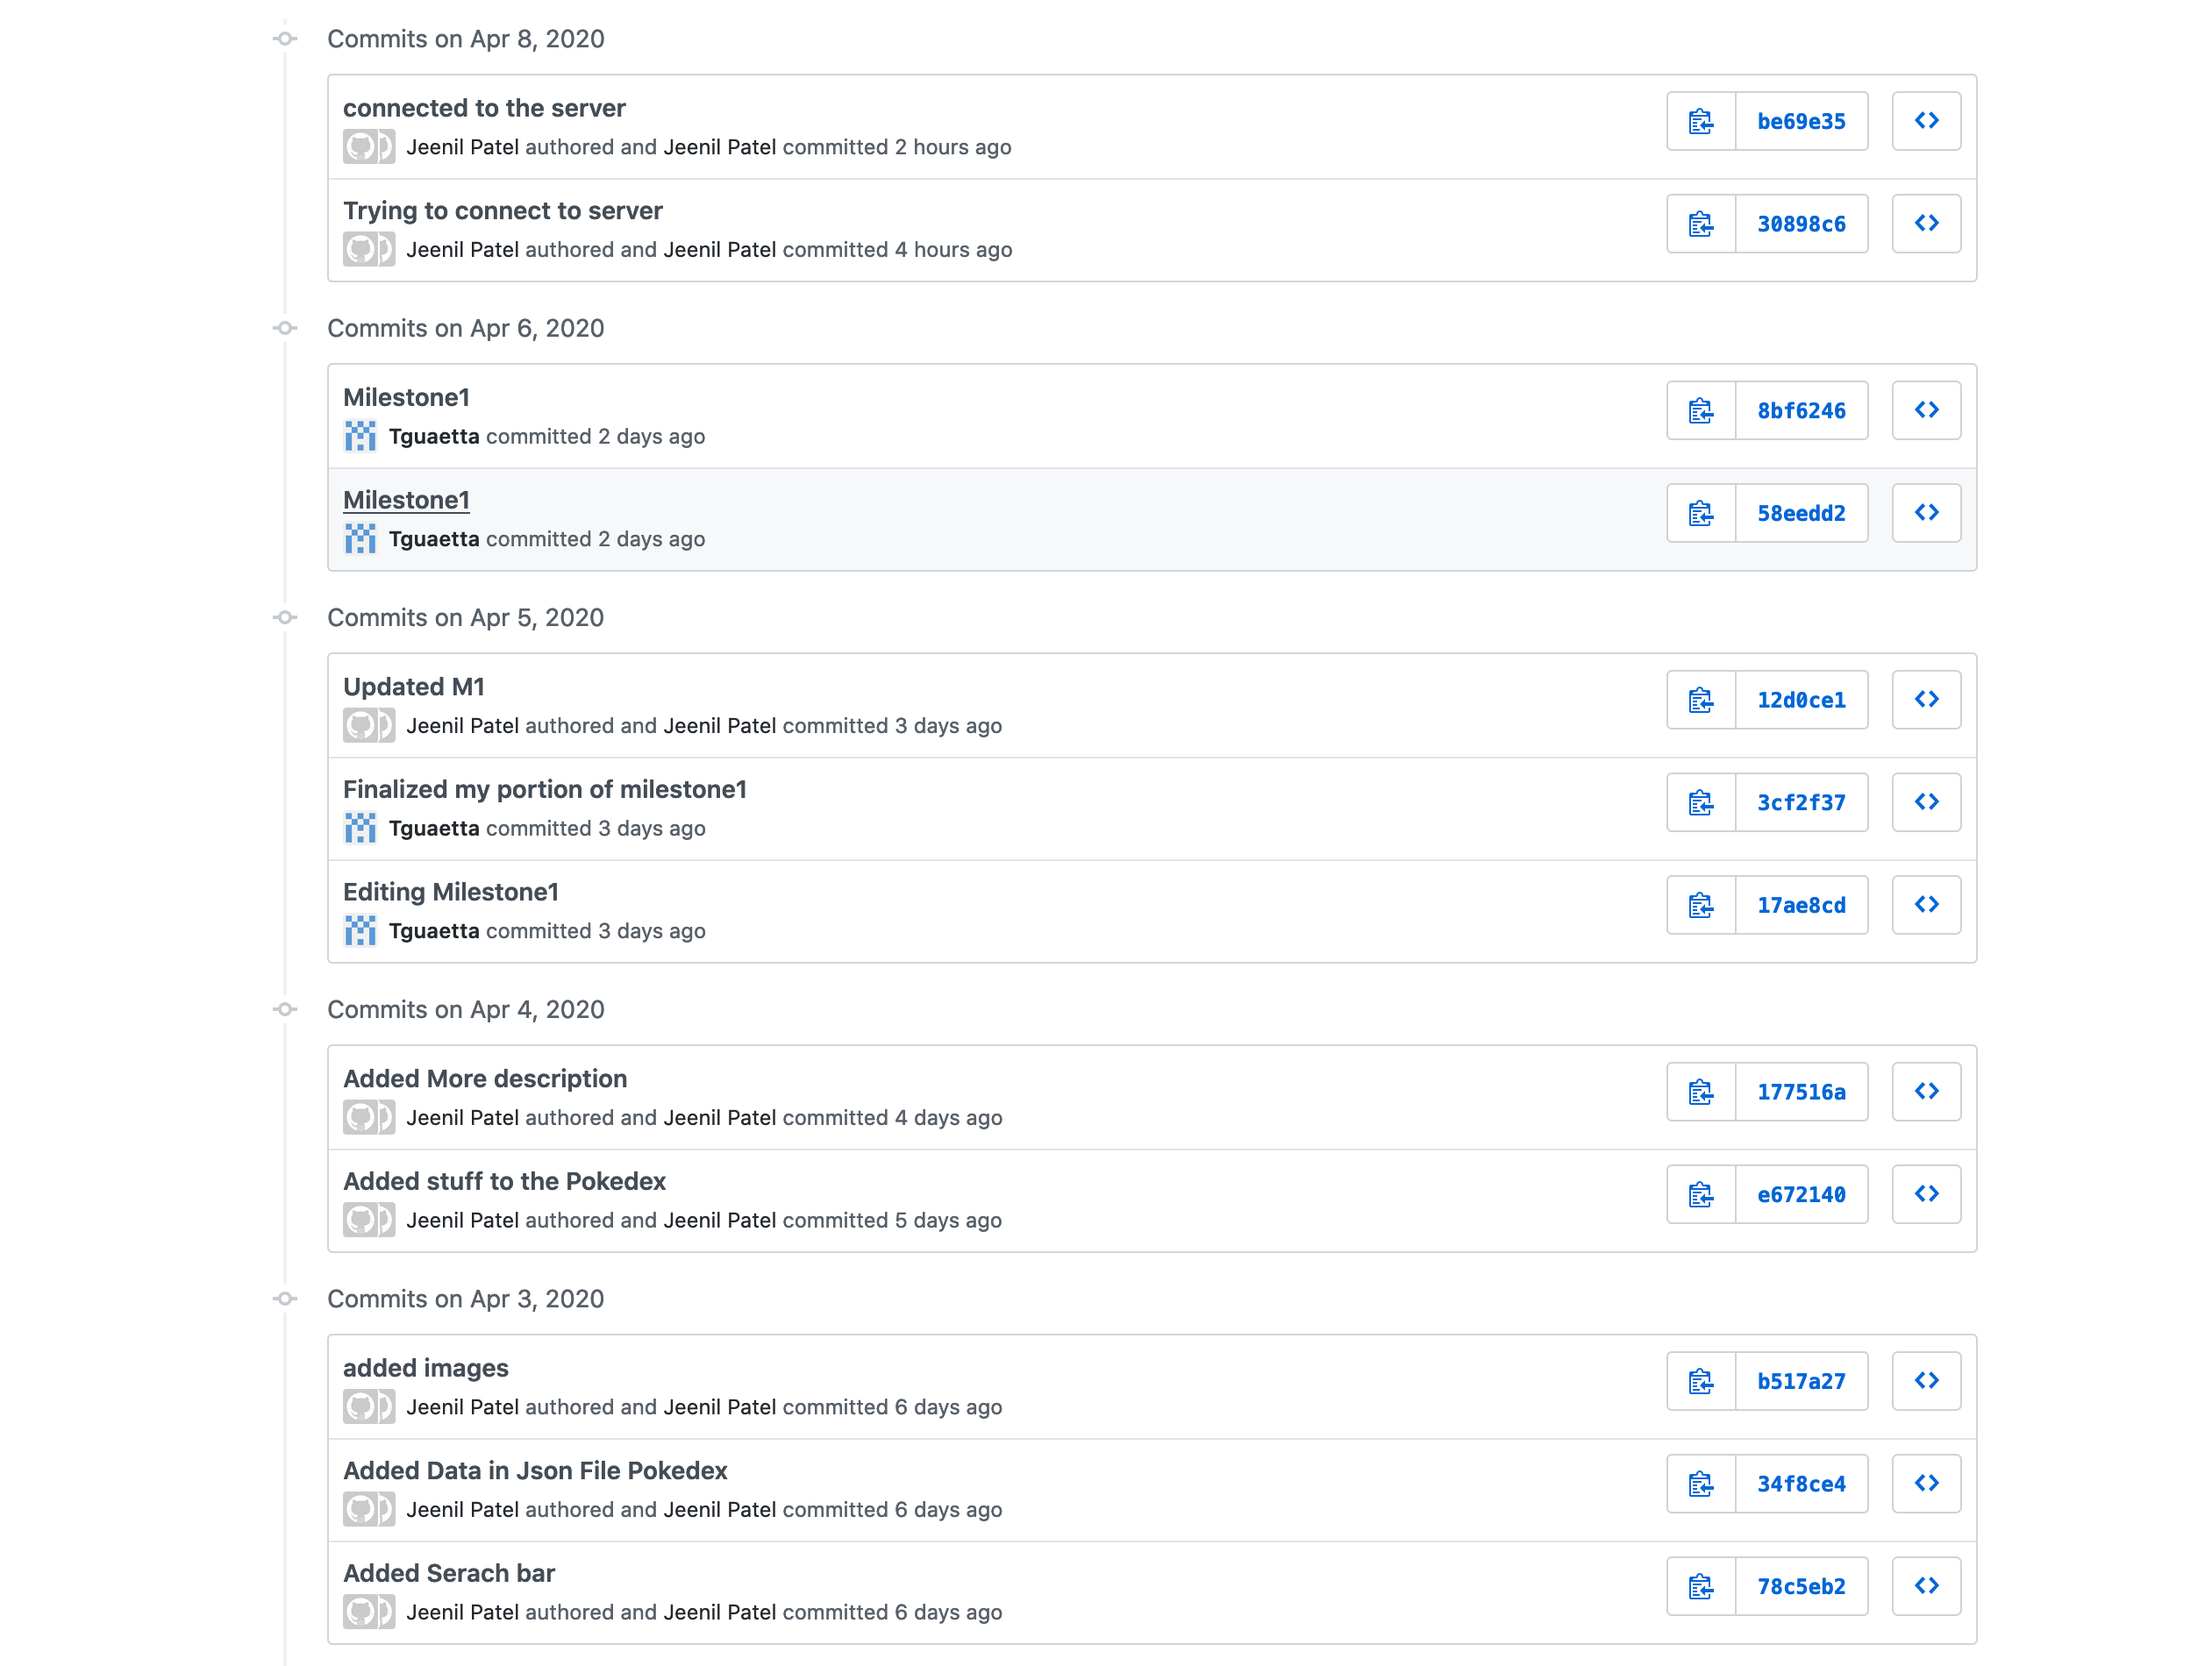 Commits on Apr 8, 2020
connected to the server
Jeenil Patel authored and Jeenil Patel committed 2 hours ago
be69e35
Trying to connect to server
Jeenil Patel authored and Jeenil Patel committed 4 hours ago
30898c6
Commits on Apr 6, 2020
Milestone1
Tguaetta committed 2 days ago
8bf6246
Milestone1
Tguaetta committed 2 days ago
58eedd2
Commits on Apr 5, 2020
Updated M1
Jeenil Patel authored and Jeenil Patel committed 3 days ago
12d0ce1
Finalized my portion of milestone1
Tguaetta committed 3 days ago
3cf2f37
Editing Milestone1
Tguaetta committed 3 days ago
17ae8cd
Commits on Apr 4, 2020
Added More description
Jeenil Patel authored and Jeenil Patel committed 4 days ago
177516a
Added stuff to the Pokedex
Jeenil Patel authored and Jeenil Patel committed 5 days ago
e672140
Commits on Apr 3, 2020
added images
Jeenil Patel authored and Jeenil Patel committed 6 days ago
b517a27
Added Data in Json File Pokedex
Jeenil Patel authored and Jeenil Patel committed 6 days ago
34f8ce4
Added Serach bar
Jeenil Patel authored and Jeenil Patel committed 6 days ago
78c5eb2